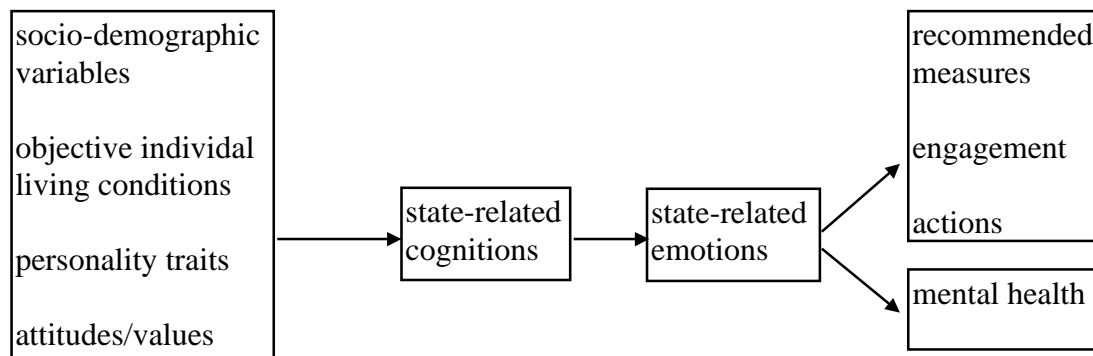 socio-demographic
variables
objective individal
living conditions
personality traits
attitudes/values
state-related
cognitions
state-related
emotions
recommended
measures
engagement
actions
mental health